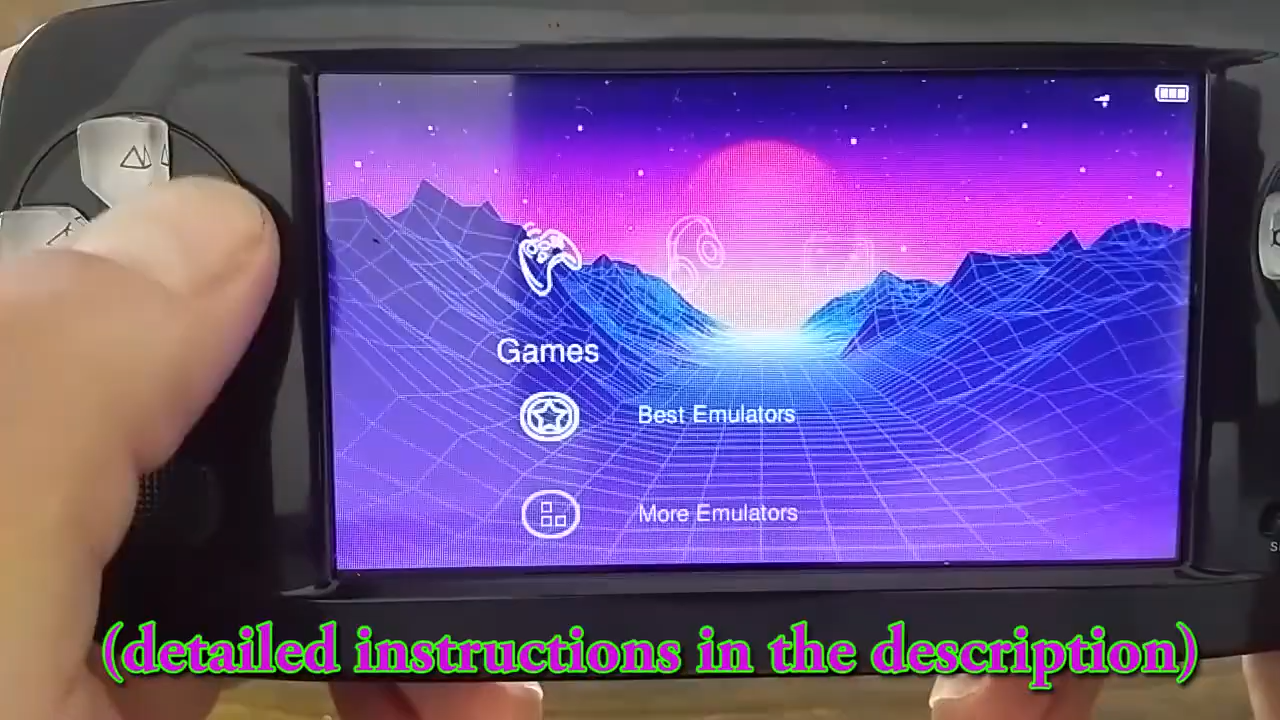 Games
Best Emulators
More Emulators
S
(detailed instructions in the description)